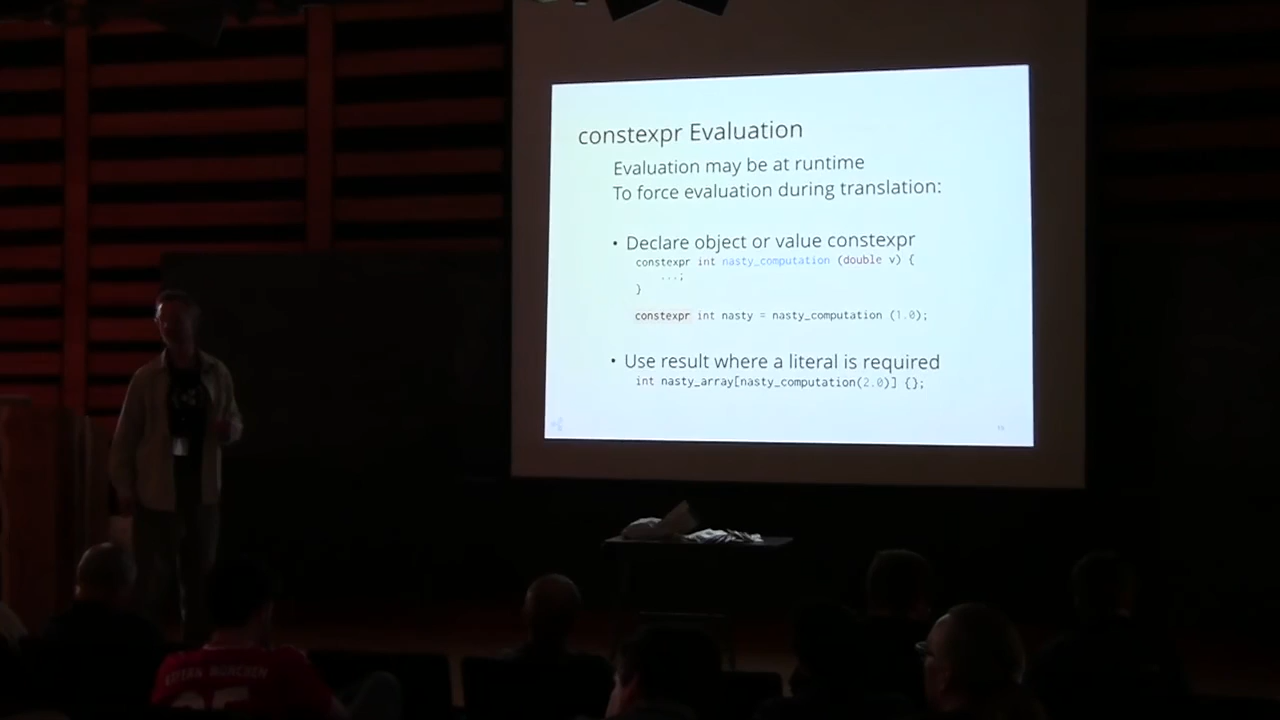 constexpr Evaluation
Evaluation may be at runtime
To force evaluation during translation:
• Declare object or value constexpr
constexpr int nasty_computation (double v) {
...;
}
constexpr int nasty = nasty_computation (1.0);
• Use result where a literal is required
int nasty_array[nasty_computation(2.0)] {};